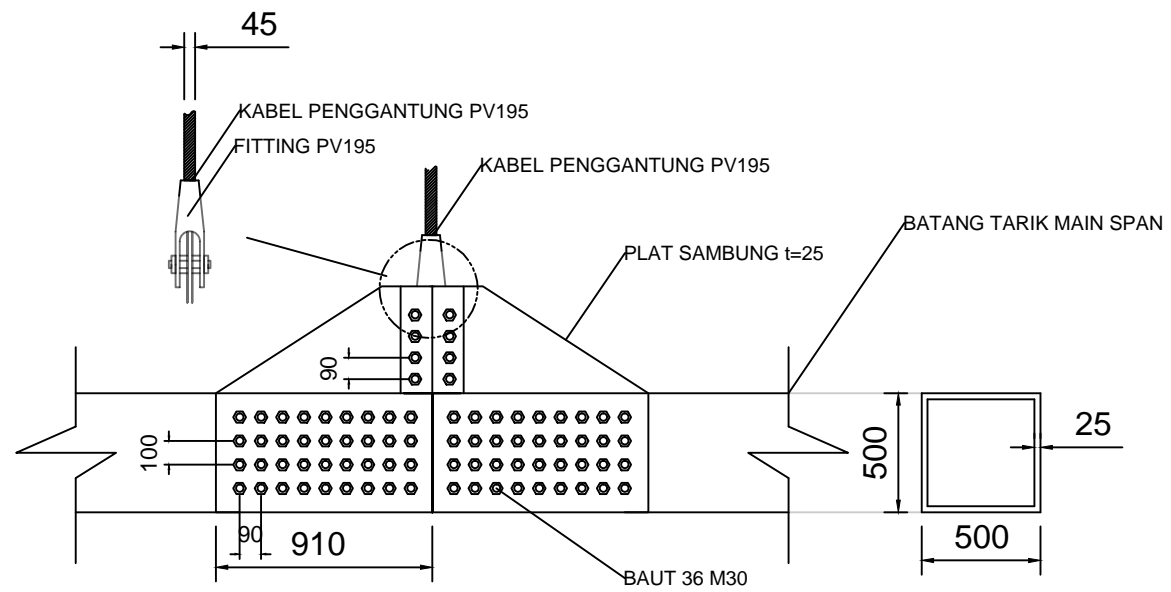 45
KABEL PENGGANTUNG PV195
FITTING PV195
KABEL PENGGANTUNG PV195
BATANG TARIK MAIN SPAN
PLAT SAMBUNG t=25
90
100
500
25
90
910
500
BAUT 36 M30